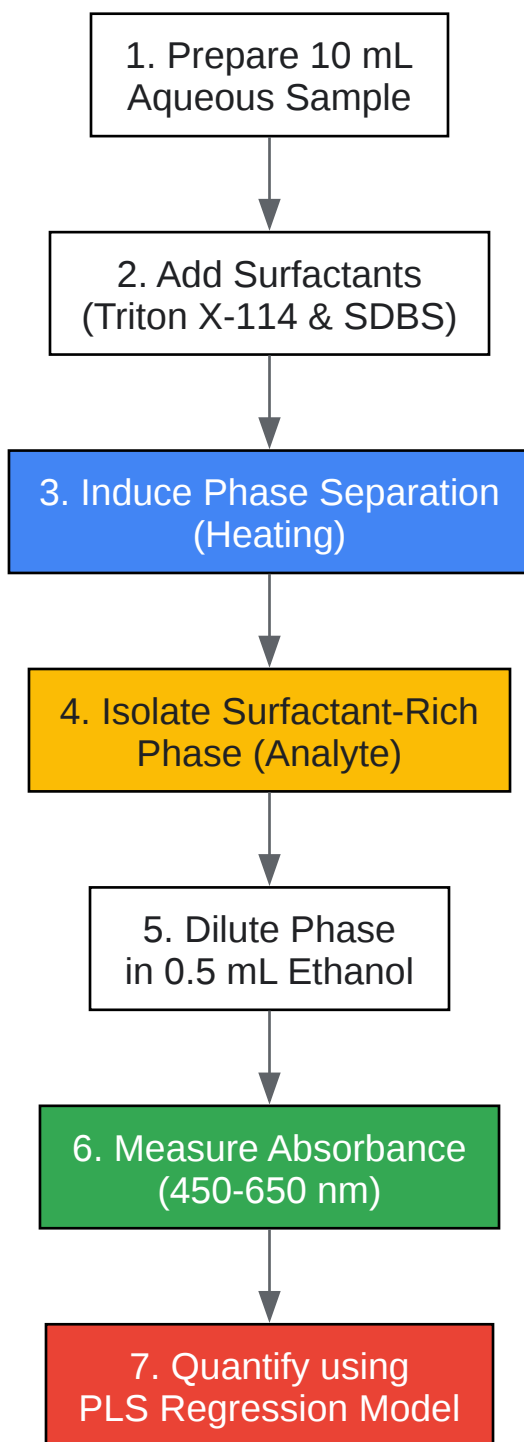 1. Prepare 10 mL
Aqueous Sample
2. Add Surfactants
(Triton X-114 & SDBS)
3. Induce Phase Separation
(Heating)
4. Isolate Surfactant-Rich
Phase (Analyte)
5. Dilute Phase
in 0.5 mL Ethanol
6. Measure Absorbance
(450-650 nm)
7. Quantify using
PLS Regression Model